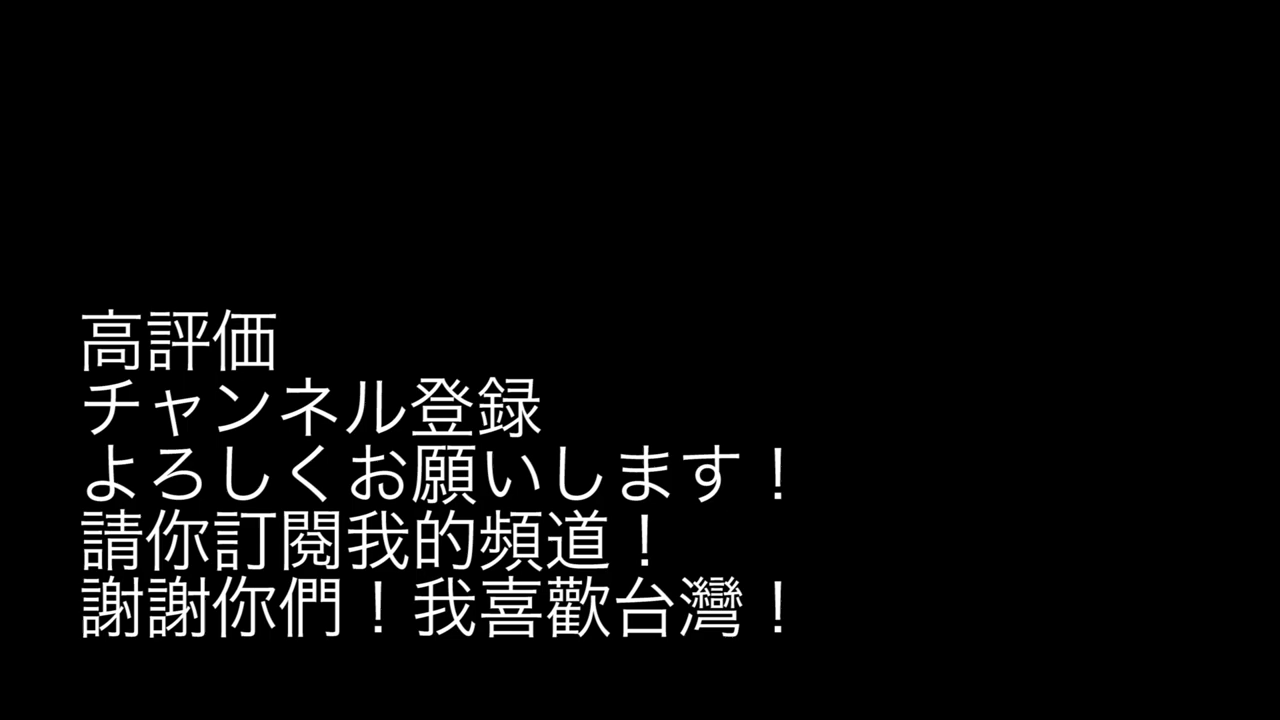 高評価
チャンネル登録
よろしくお願いします！
請你訂閱我的頻道！
謝謝你們！我喜歡台灣！